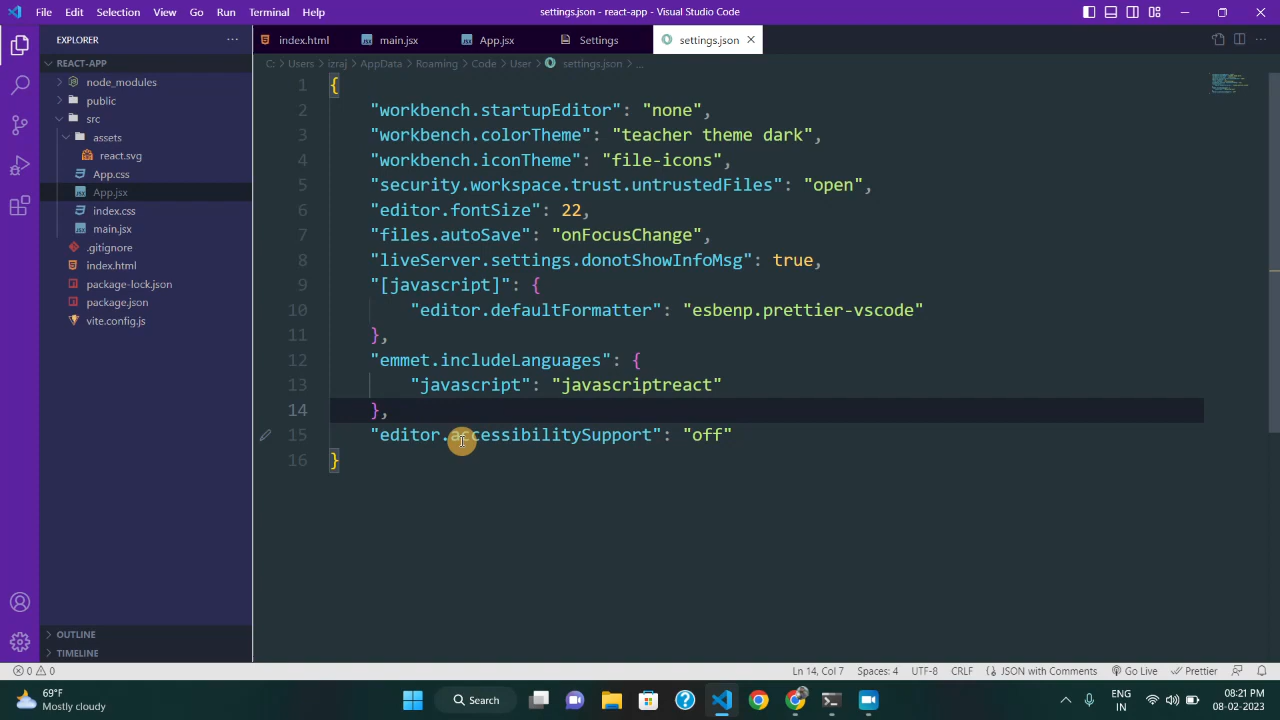 File Edit Selection View Go Run Terminal Help
settings.json - react-app - Visual Studio Code
EXPLORER
REACT-APP
node_modules
public
src
assets
react.svg
App.css
App.jsx
index.css
main.jsx
.gitignore
index.html
package-lock.json
package.json
vite.config.js
OUTLINE
TIMELINE
index.html main.jsx App.jsx Settings settings.json
C: > Users > izraj > AppData > Roaming > Code > User > settings.json > ...
1 {
2 "workbench.startupEditor": "none",
3 "workbench.colorTheme": "teacher theme dark",
4 "workbench.iconTheme": "file-icons",
5 "security.workspace.trust.untrustedFiles": "open",
6 "editor.fontSize": 22,
7 "files.autoSave": "onFocusChange",
8 "liveServer.settings.donotShowInfoMsg": true,
9 "[javascript]": {
10 "editor.defaultFormatter": "esbenp.prettier-vscode"
11 },
12 "emmet.includeLanguages": {
13 "javascript": "javascriptreact"
14 },
15 "editor.accessibilitySupport": "off"
16 }
0 0 Ln 14, Col 7 Spaces: 4 UTF-8 CRLF JSON with Comments Go Live Prettier
69°F
Mostly cloudy
Search
ENG
IN
08:21 PM
08-02-2023